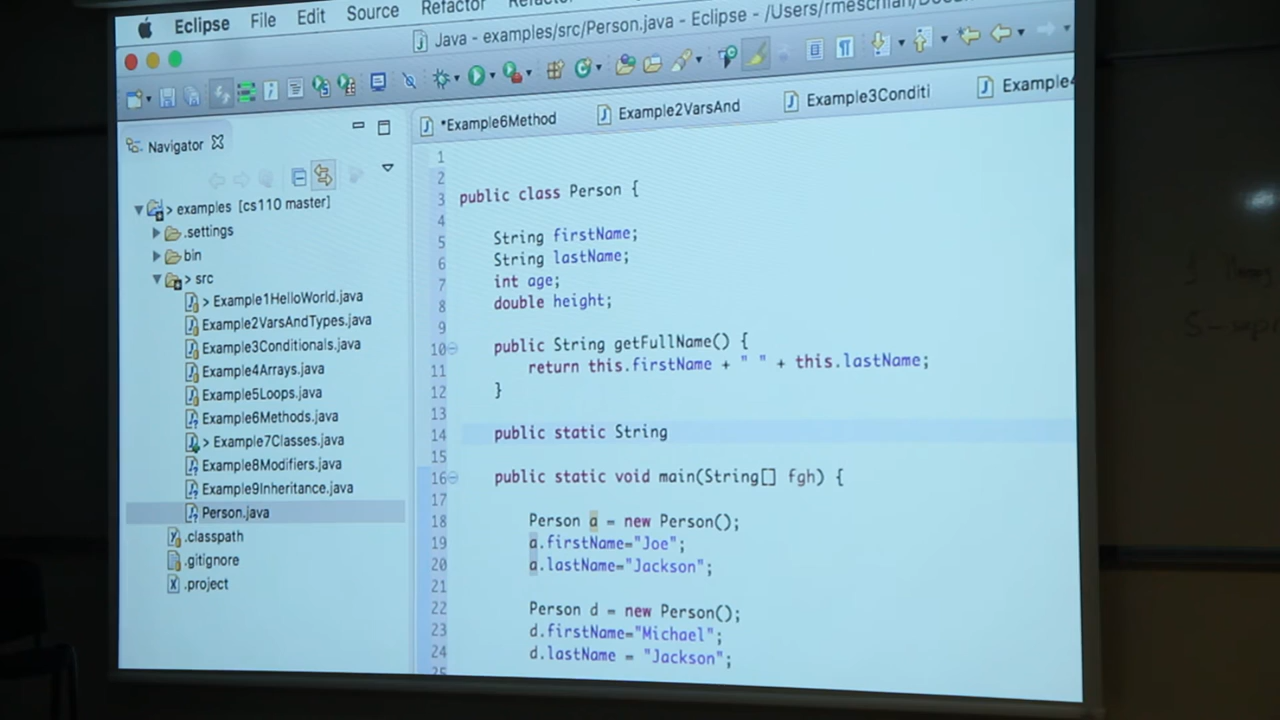 Eclipse File Edit Source Refactor
Java - examples/src/Person.java - Eclipse - /Users/rmeschian/
Navigator
*Example6Method
Example2VarsAnd
Example3Conditi
Example4
> examples [cs110 master]
.settings
bin
> src
> Example1HelloWorld.java
Example2VarsAndTypes.java
Example3Conditionals.java
Example4Arrays.java
Example5Loops.java
Example6Methods.java
> Example7Classes.java
Example8Modifiers.java
Example9Inheritance.java
Person.java
.classpath
.gitignore
.project
1
2
3 public class Person {
4
5 String firstName;
6 String lastName;
7 int age;
8 double height;
9
10 public String getFullName() {
11 return this.firstName + " " + this.lastName;
12 }
13
14 public static String
15
16 public static void main(String[] fgh) {
17
18 Person a = new Person();
19 a.firstName="Joe";
20 a.lastName="Jackson";
21
22 Person d = new Person();
23 d.firstName="Michael";
24 d.lastName = "Jackson";
25